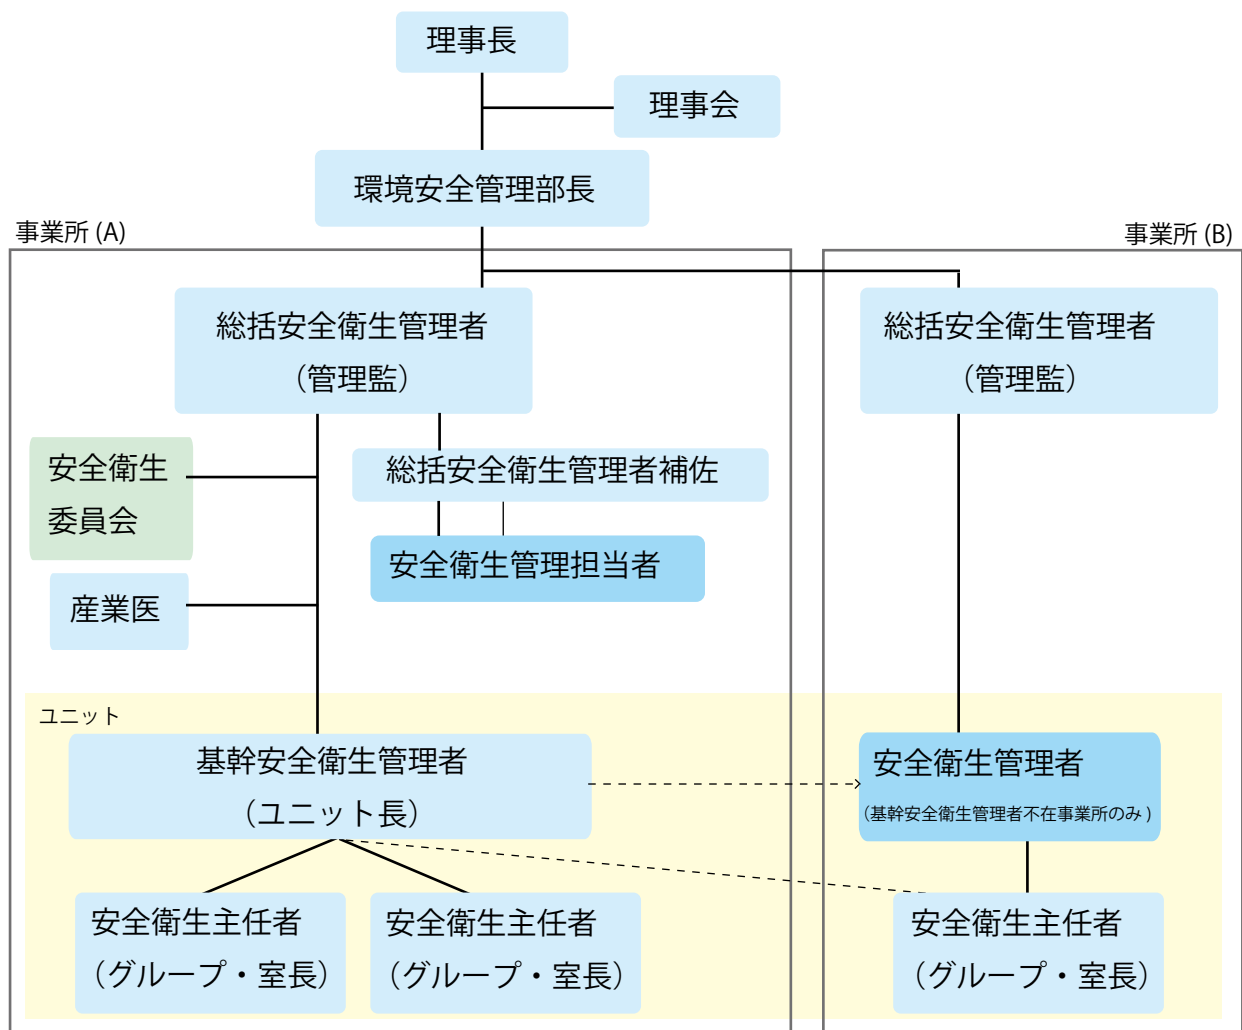 理事長
理事会
環境安全管理部長
事業所 (A)
事業所 (B)
総括安全衛生管理者
（管理監）
総括安全衛生管理者
（管理監）
安全衛生
委員会
総括安全衛生管理者補佐
安全衛生管理担当者
産業医
ユニット
基幹安全衛生管理者
（ユニット長）
安全衛生管理者
(基幹安全衛生管理者不在事業所のみ )
安全衛生主任者
（グループ・室長）
安全衛生主任者
（グループ・室長）
安全衛生主任者
（グループ・室長）